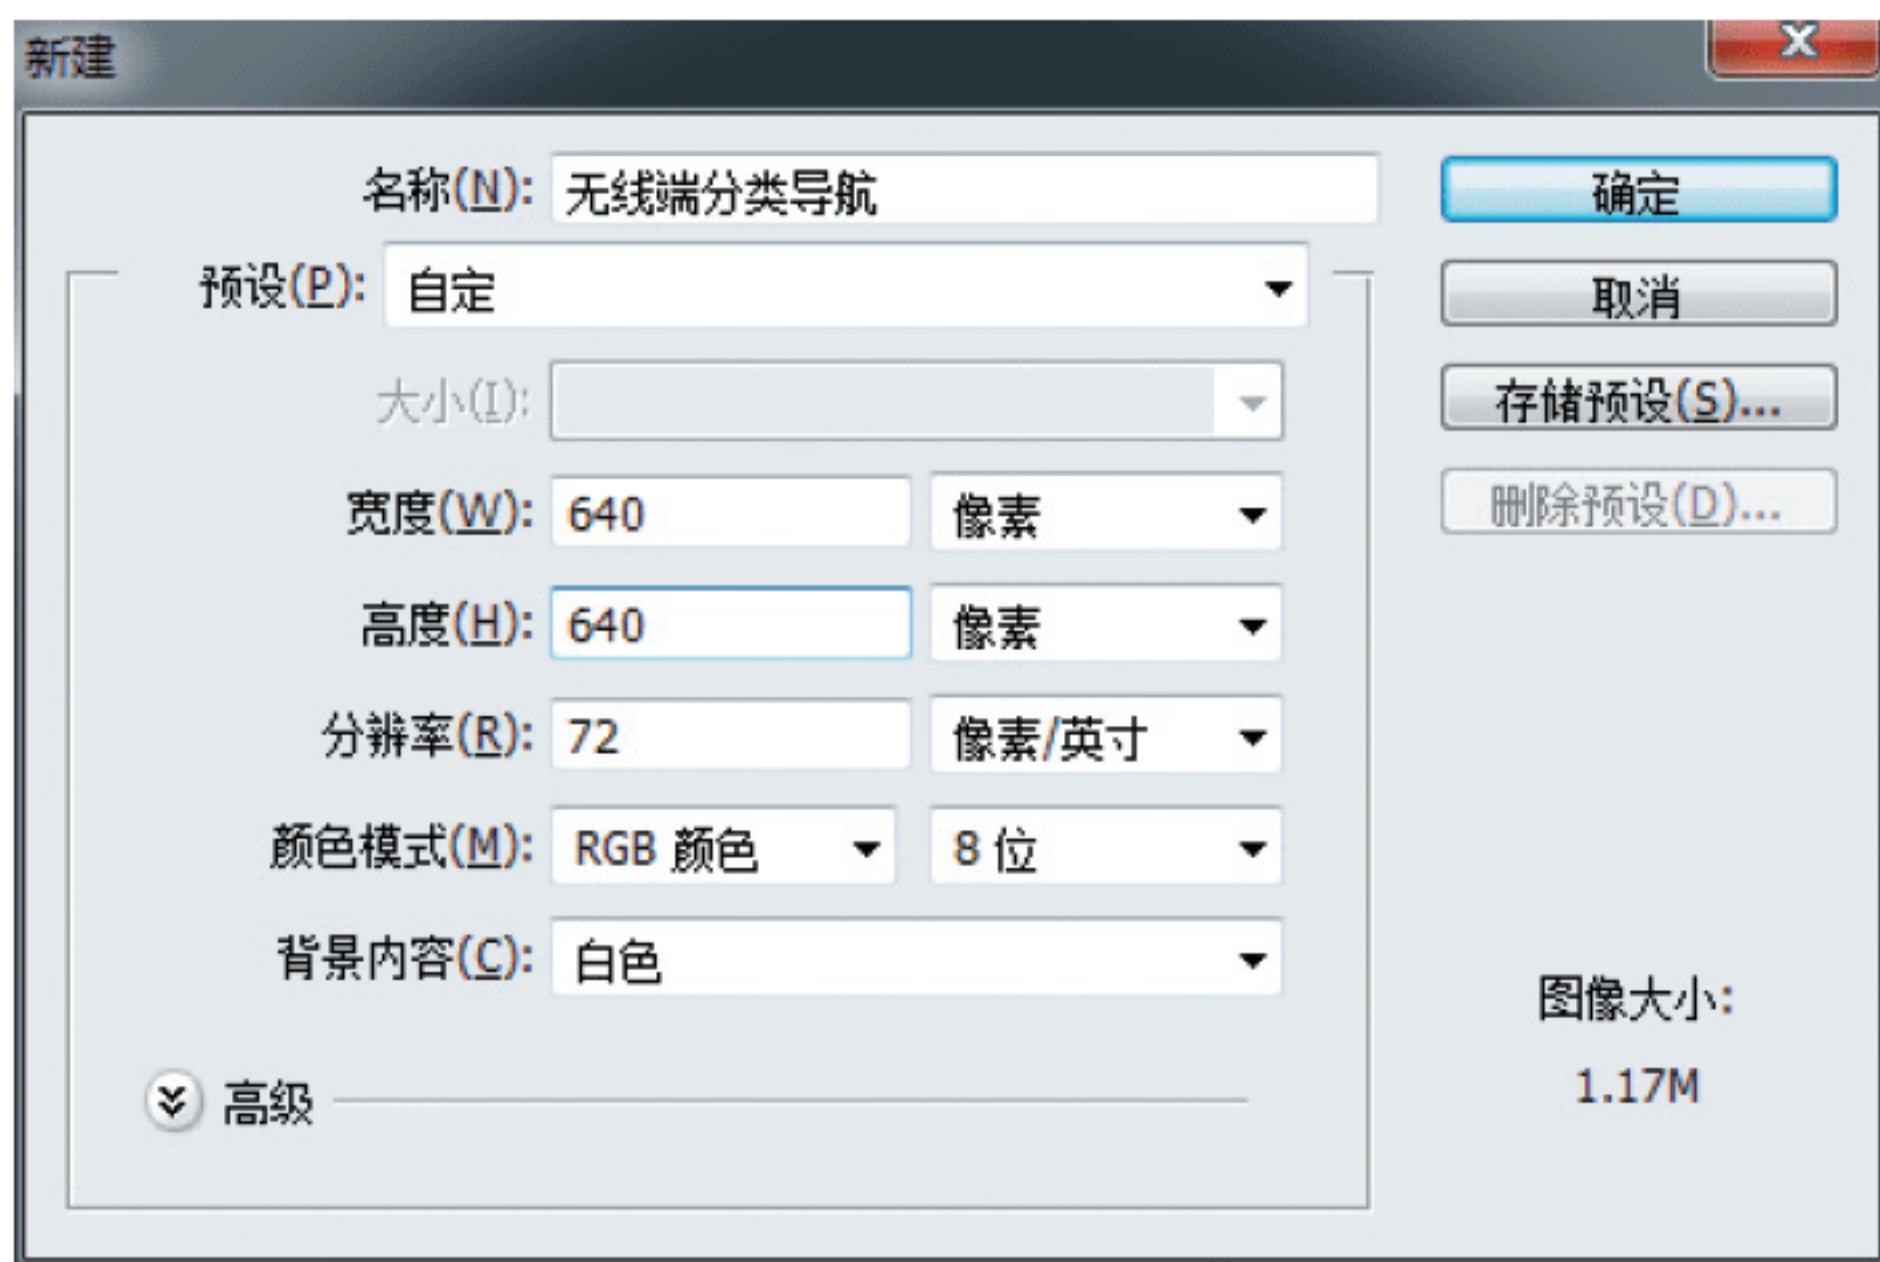 新建
名称(N): 无线端分类导航 确定
预设(P): 自定 取消
大小(I): 存储预设(S)...
宽度(W): 640 像素 删除预设(D)...
高度(H): 640 像素
分辨率(R): 72 像素/英寸
颜色模式(M): RGB 颜色 8 位
背景内容(C): 白色
图像大小:
高级 1.17M